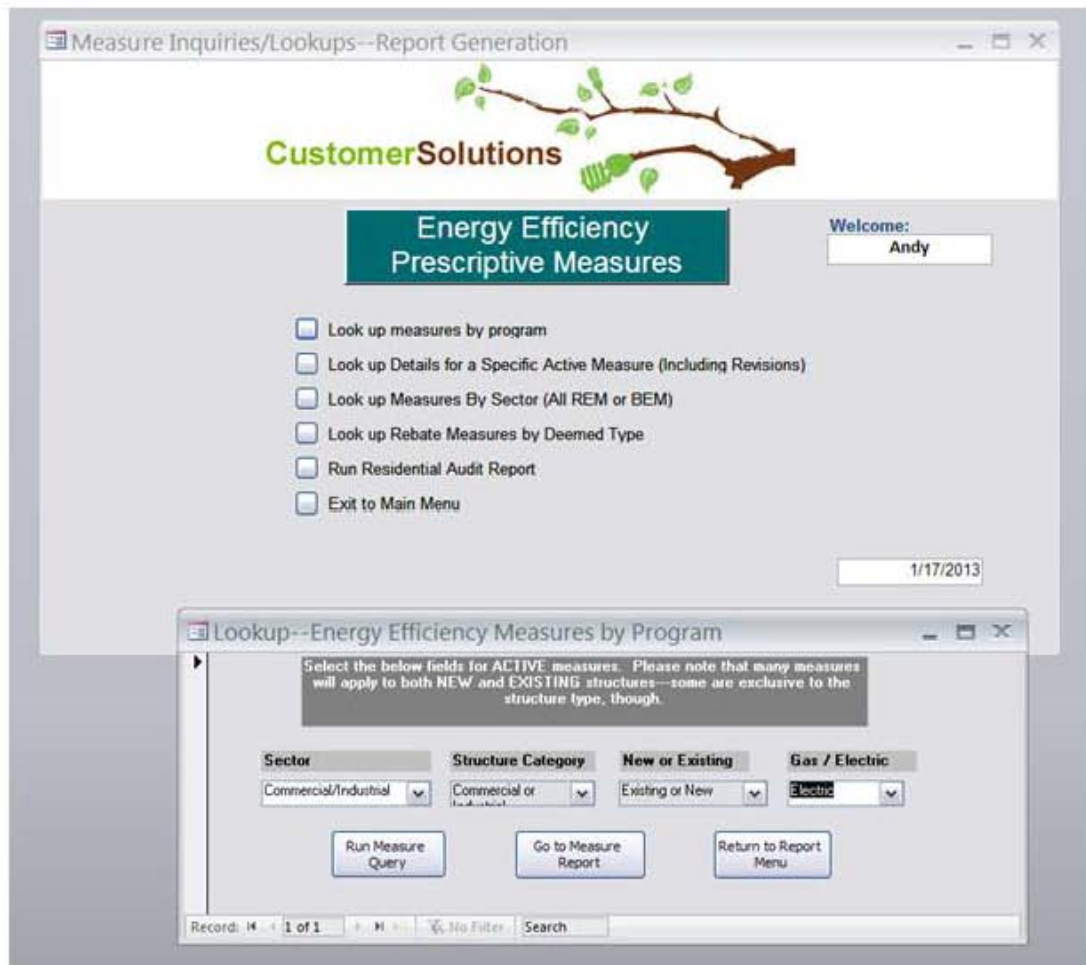 Measure Inquiries/Lookups--Report Generation
CustomerSolutions
Energy Efficiency
Prescriptive Measures
Welcome:
Andy
Look up measures by program
Look up Details for a Specific Active Measure (Including Revisions)
Look up Measures By Sector (All REM or BEM)
Look up Rebate Measures by Deemed Type
Run Residential Audit Report
Exit to Main Menu
1/17/2013
Lookup--Energy Efficiency Measures by Program
Select the below fields for ACTIVE measures. Please note that many measures
will apply to both NEW and EXISTING structures---some are exclusive to the
structure type, though.
Sector Structure Category New or Existing Gas / Electric
Commercial/Industrial Commercial or Existing or New Electric
Industrial
Run Measure Go to Measure Return to Report
Query Report Menu
Record: 1 of 1 No Filter Search